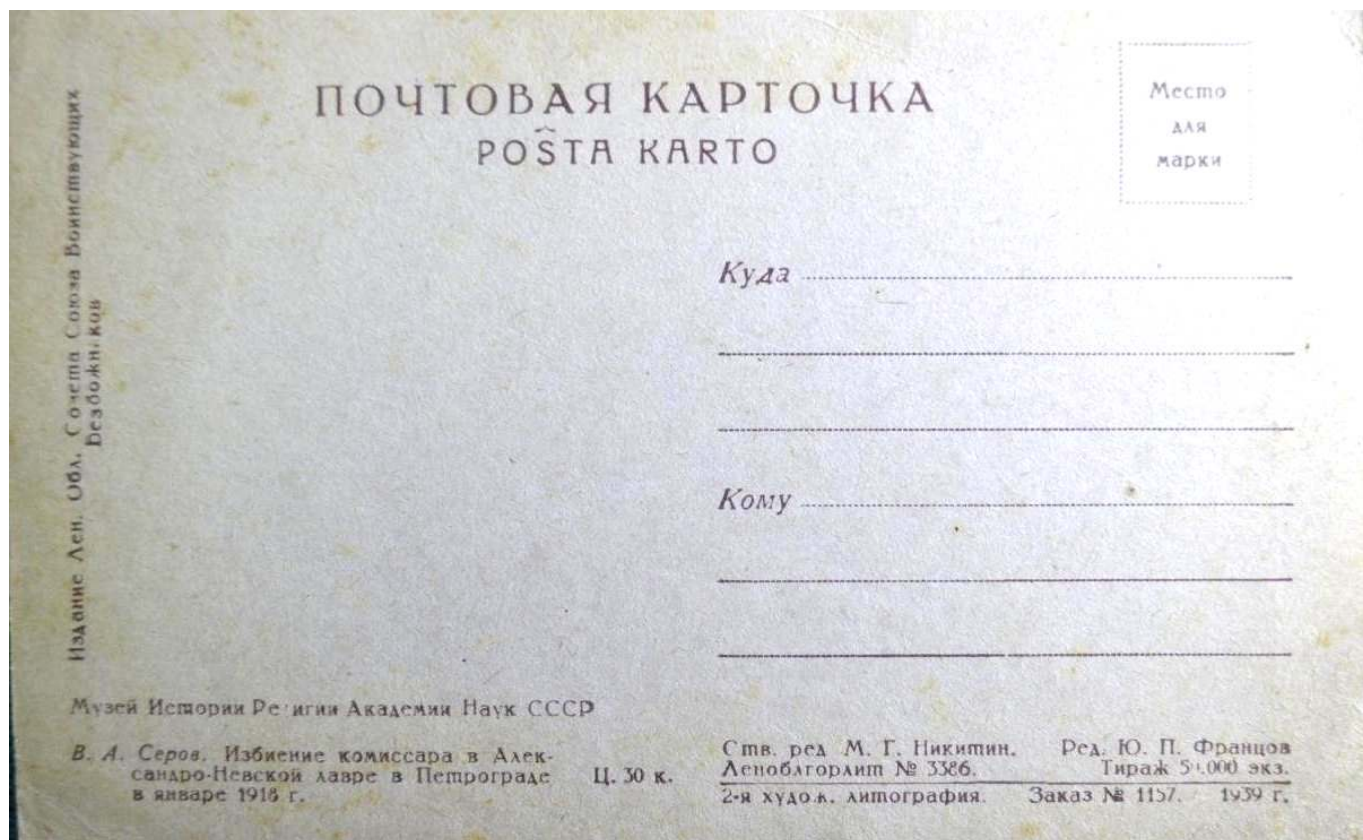 ПОЧТОВАЯ КАРТОЧКА
POŜTA KARTO
Место
для
марки
Издание Лен. Обл. Совета Союза Воинствующих
Безбожников
Куда
Кому
Музей Истории Религии Академии Наук СССР
В. А. Серов. Избиение комиссара в Алек-
сандро-Невской лавре в Петрограде
в январе 1918 г.
Ц. 30 к.
Отв. ред М. Г. Никитин. Ред. Ю. П. Францов
Леноблгорлит № 3386. Тираж экз.
2-я худож. литография. Заказ № 1157. 1939 г.